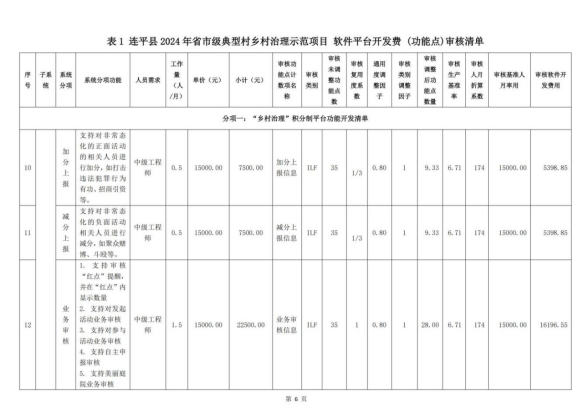 表 1 连平县 2024 年省市级典型村乡村治理示范项目 软件平台开发费 (功能点)审核清单
序号 子系统 系统分项 系统分项功能 人员需求 工作量（人/月） 单价（元） 小计（元） 审核功能点计数项名称 审核类别 审核未调整功能点数 审核复用度系数 通用度调整因子 审核类别调整因子 审核调整后功能点数量 审核生产基准率 审核人月折算系数 审核基准人月率用 审核软件开发费用
分项一："乡村治理"积分制平台功能开发清单
10 加分上报 支持对非常态化的正面活动的相关人员进行加分，如打击违法犯罪行为有功、招商引资等。 中级工程师 0.5 15000.00 7500.00 加分上报信息 ILF 35 1/3 0.80 1 9.33 6.71 174 15000.00 5398.85
11 减分上报 支持对非常态化的负面活动相关人员进行减分，如聚众赌博、斗殴等。 中级工程师 0.5 15000.00 7500.00 减分上报信息 ILF 35 1/3 0.80 1 9.33 6.71 174 15000.00 5398.85
12 业务审核 1. 支持审核"红点"提醒，并在"红点"内显示数量
2. 支持对发起活动业务审核
3. 支持对参与活动业务审核
4. 支持自主申报审核
5. 支持美丽庭院业务审核 中级工程师 1.5 15000.00 22500.00 业务审核信息 ILF 35 1 0.80 1 28.00 6.71 174 15000.00 16196.55
第 6 页